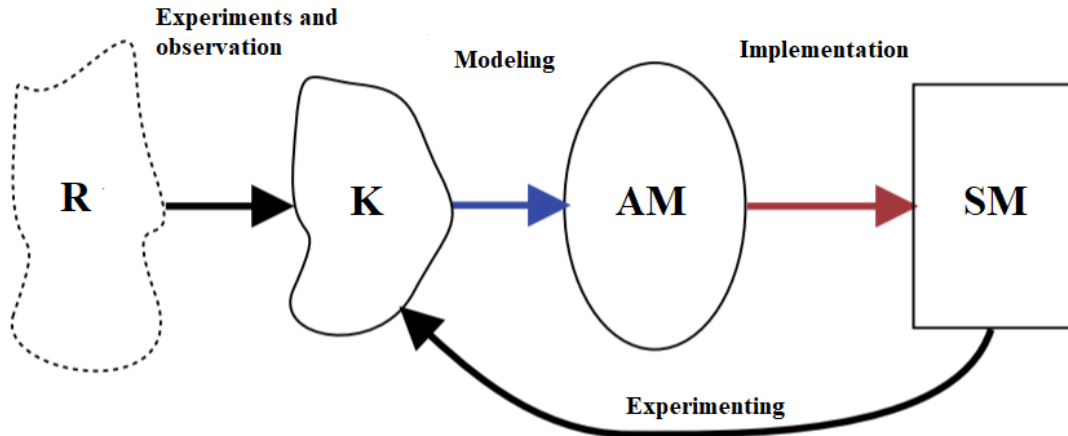 Experiments and
observation
Modeling
Implementation
R
K
AM
SM
Experimenting